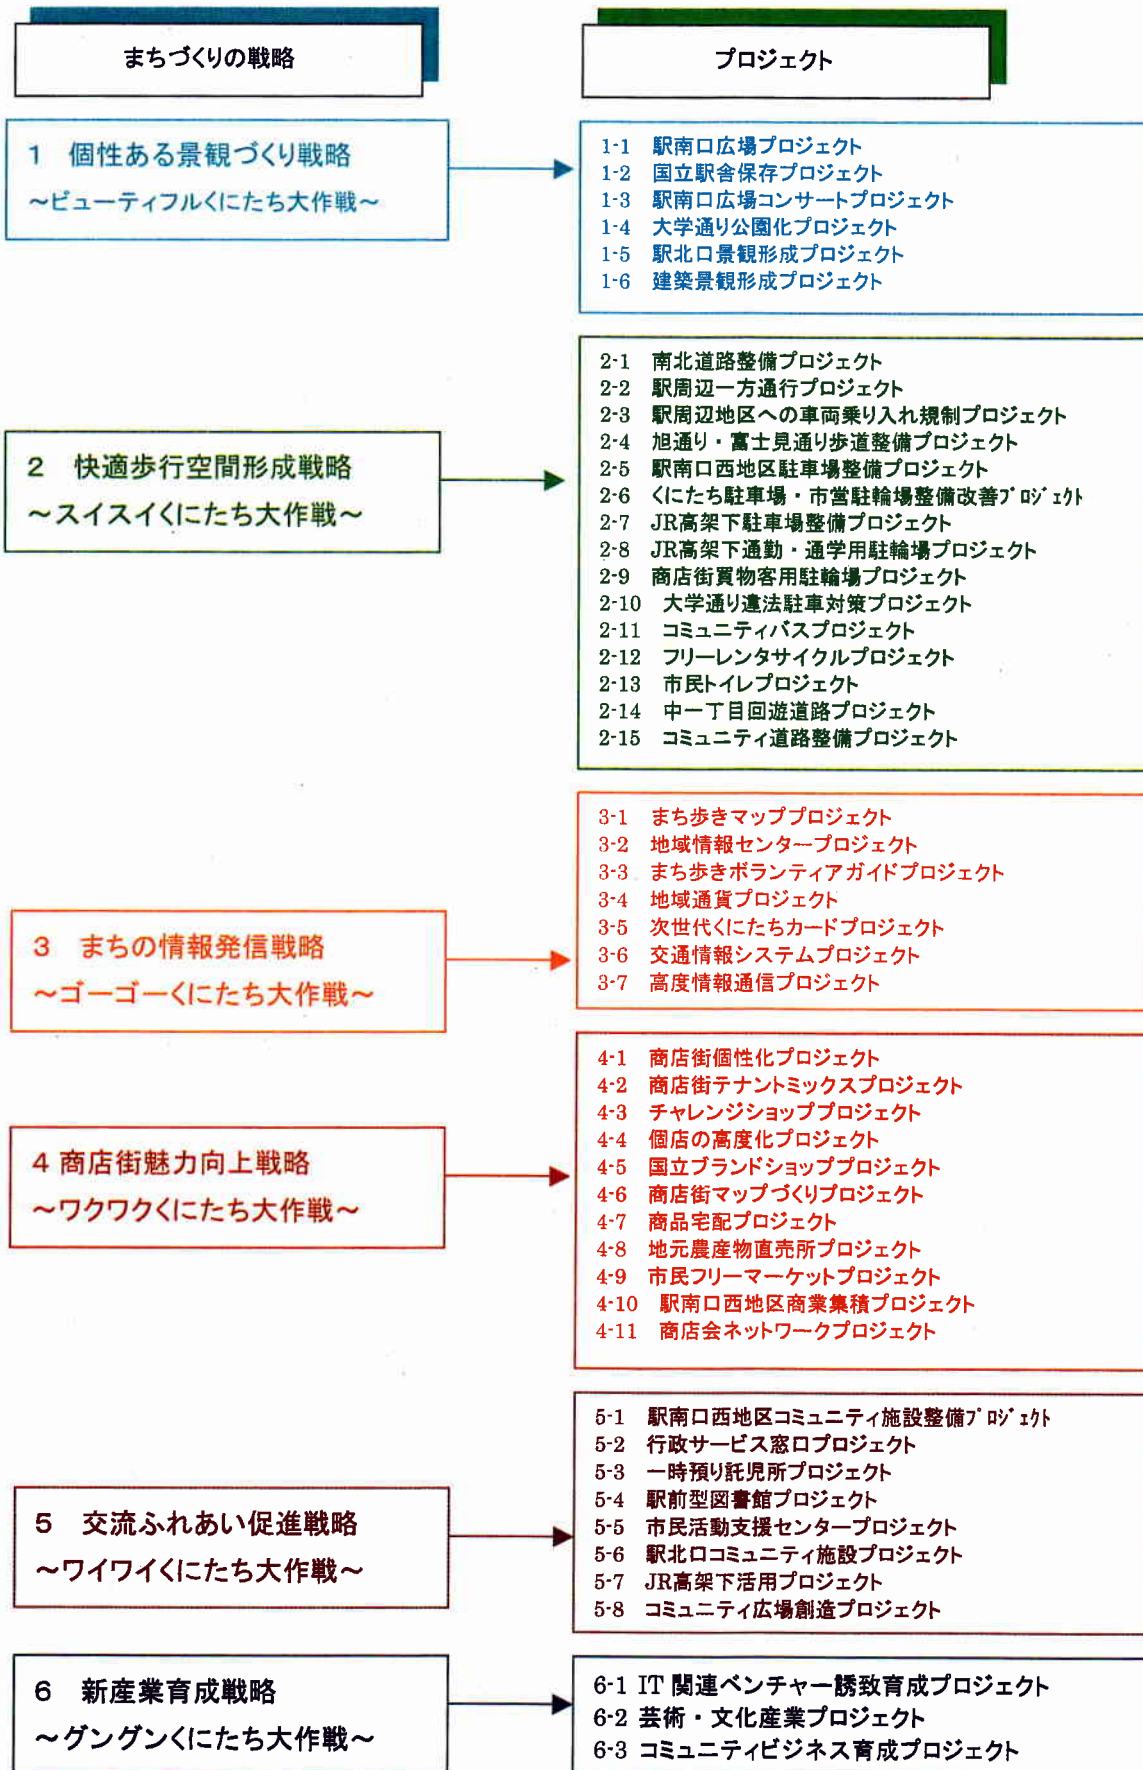 まちづくりの戦略
プロジェクト
1 個性ある景観づくり戦略
～ビューティフルくにたち大作戦～
1-1 駅南口広場プロジェクト
1-2 国立駅舎保存プロジェクト
1-3 駅南口広場コンサートプロジェクト
1-4 大学通り公園化プロジェクト
1-5 駅北口景観形成プロジェクト
1-6 建築景観形成プロジェクト
2 快適歩行空間形成戦略
～スイスイくにたち大作戦～
2-1 南北道路整備プロジェクト
2-2 駅周辺一方通行プロジェクト
2-3 駅周辺地区への車両乗り入れ規制プロジェクト
2-4 旭通り・富士見通り歩道整備プロジェクト
2-5 駅南口西地区駐車場整備プロジェクト
2-6 くにたち駐車場・市営駐輪場整備改善ﾌﾟﾛｼﾞｪｸﾄ
2-7 JR高架下駐車場整備プロジェクト
2-8 JR高架下通勤・通学用駐輪場プロジェクト
2-9 商店街買物客用駐輪場プロジェクト
2-10 大学通り違法駐車対策プロジェクト
2-11 コミュニティバスプロジェクト
2-12 フリーレンタサイクルプロジェクト
2-13 市民トイレプロジェクト
2-14 中一丁目回遊道路プロジェクト
2-15 コミュニティ道路整備プロジェクト
3 まちの情報発信戦略
～ゴーゴーくにたち大作戦～
3-1 まち歩きマッププロジェクト
3-2 地域情報センタープロジェクト
3-3 まち歩きボランティアガイドプロジェクト
3-4 地域通貨プロジェクト
3-5 次世代くにたちカードプロジェクト
3-6 交通情報システムプロジェクト
3-7 高度情報通信プロジェクト
4 商店街魅力向上戦略
～ワクワクくにたち大作戦～
4-1 商店街個性化プロジェクト
4-2 商店街テナントミックスプロジェクト
4-3 チャレンジショッププロジェクト
4-4 個店の高度化プロジェクト
4-5 国立ブランドショッププロジェクト
4-6 商店街マップづくりプロジェクト
4-7 商品宅配プロジェクト
4-8 地元農産物直売所プロジェクト
4-9 市民フリーマーケットプロジェクト
4-10 駅南口西地区商業集積プロジェクト
4-11 商店会ネットワークプロジェクト
5 交流ふれあい促進戦略
～ワイワイくにたち大作戦～
5-1 駅南口西地区コミュニティ施設整備ﾌﾟﾛｼﾞｪｸﾄ
5-2 行政サービス窓口プロジェクト
5-3 一時預り託児所プロジェクト
5-4 駅前型図書館プロジェクト
5-5 市民活動支援センタープロジェクト
5-6 駅北口コミュニティ施設プロジェクト
5-7 JR高架下活用プロジェクト
5-8 コミュニティ広場創造プロジェクト
6 新産業育成戦略
～グングンくにたち大作戦～
6-1 IT 関連ベンチャー誘致育成プロジェクト
6-2 芸術・文化産業プロジェクト
6-3 コミュニティビジネス育成プロジェクト